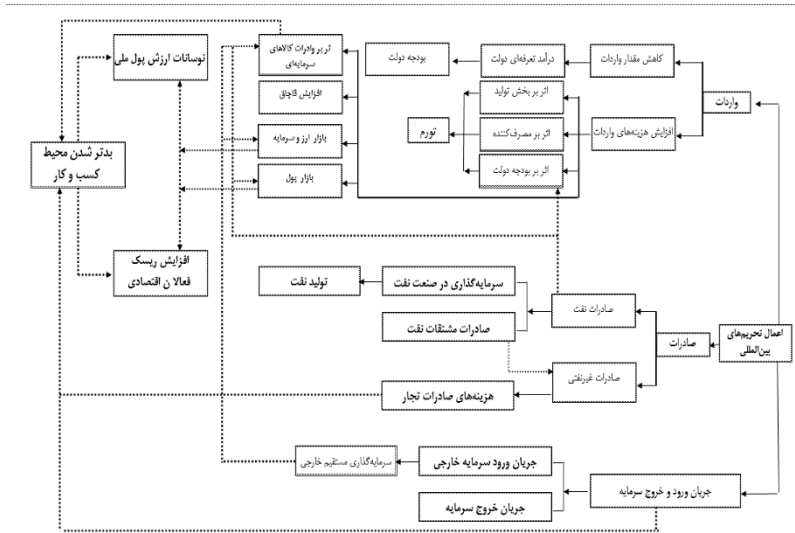 اثر بر وادرات کالاهای
سرمایه‌ای
نوسانات ارزش پول ملی
بودجه دولت
درآمد تعرفه‌ای دولت
کاهش مقدار واردات
افزایش قاچاق
اثر بر بخش تولید
واردات
بازار ارز و سرمایه
تورم
اثر بر مصرف‌کننده
افزایش هزینه‌های واردات
بدتر شدن محیط
کسب و کار
بازار پول
اثر بر بودجه دولت
افزایش ریسک
فعالا ن اقتصادی
تولید نفت
سرمایه‌گذاری در صنعت نفت
صادرات نفت
صادرات مشتقات نفت
صادرات
اعمال تحریم‌های
بین‌المللی
صادرات غیرنفتی
هزینه‌های صادرات تجار
سرمایه‌گذاری مستقیم خارجی
جریان ورود سرمایه خارجی
جریان ورود و خروج سرمایه
جریان خروج سرمایه